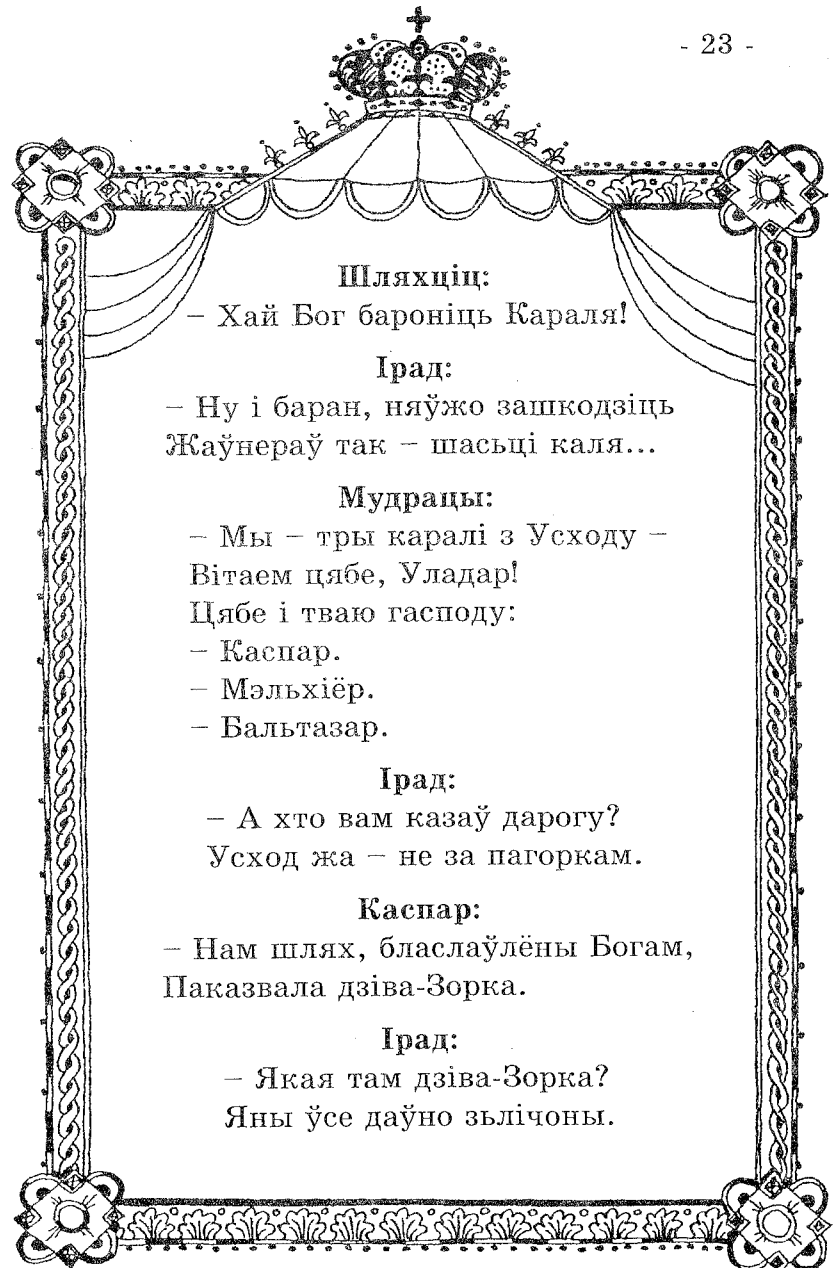 - 23 -
Шляхціц:
– Хай Бог бароніць Караля!
Ірад:
– Ну і баран, няўжо зашкодзіць
Жаўнераў так – шасьці каля...
Мудрацы:
– Мы – тры каралі з Усходу –
Вітаем цябе, Уладар!
Цябе і тваю гасподу:
– Каспар.
– Мэльхіёр.
– Бальтазар.
Ірад:
– А хто вам казаў дарогу?
Усход жа – не за пагоркам.
Каспар:
– Нам шлях, бласлаўлёны Богам,
Паказвала дзіва-Зорка.
Ірад:
– Якая там дзіва-Зорка?
Яны ўсе даўно зьлічоны.